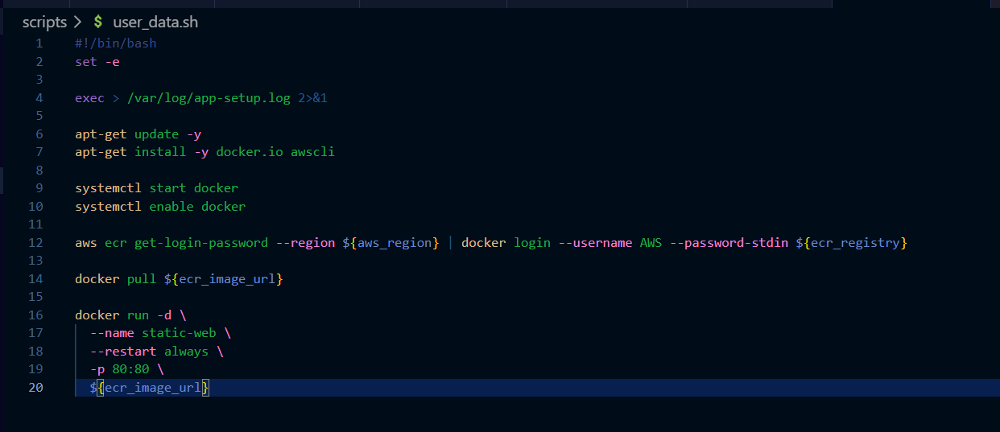 scripts > $ user_data.sh
1 #!/bin/bash
2 set -e
3
4 exec > /var/log/app-setup.log 2>&1
5
6 apt-get update -y
7 apt-get install -y docker.io awscli
8
9 systemctl start docker
10 systemctl enable docker
11
12 aws ecr get-login-password --region ${aws_region} | docker login --username AWS --password-stdin ${ecr_registry}
13
14 docker pull ${ecr_image_url}
15
16 docker run -d \
17 --name static-web \
18 --restart always \
19 -p 80:80 \
20 ${ecr_image_url}